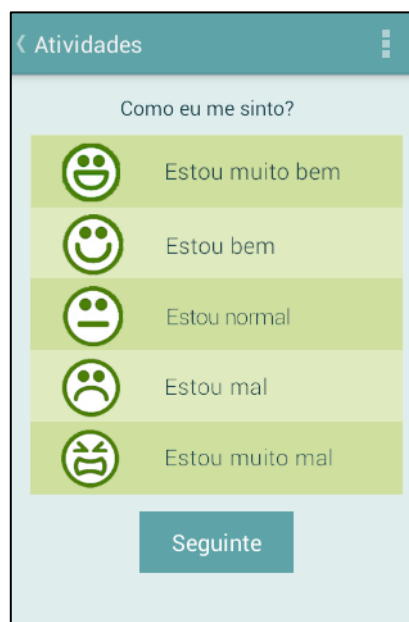 Atividades
Como eu me sinto?
Estou muito bem
Estou bem
Estou normal
Estou mal
Estou muito mal
Seguinte